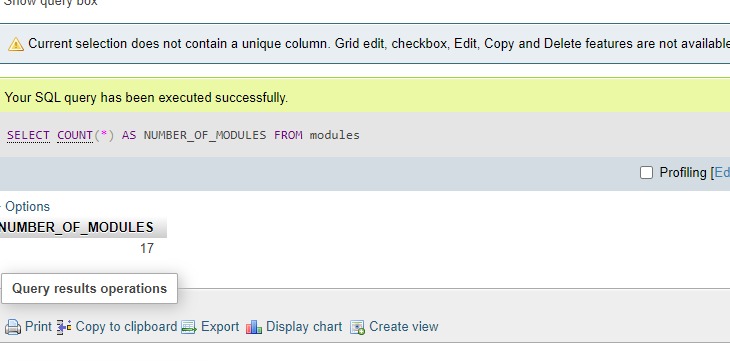 Show query box
Current selection does not contain a unique column. Grid edit, checkbox, Edit, Copy and Delete features are not available
Your SQL query has been executed successfully.
SELECT COUNT(*) AS NUMBER_OF_MODULES FROM modules
Profiling [Ed
Options
NUMBER_OF_MODULES
17
Query results operations
Print Copy to clipboard Export Display chart Create view